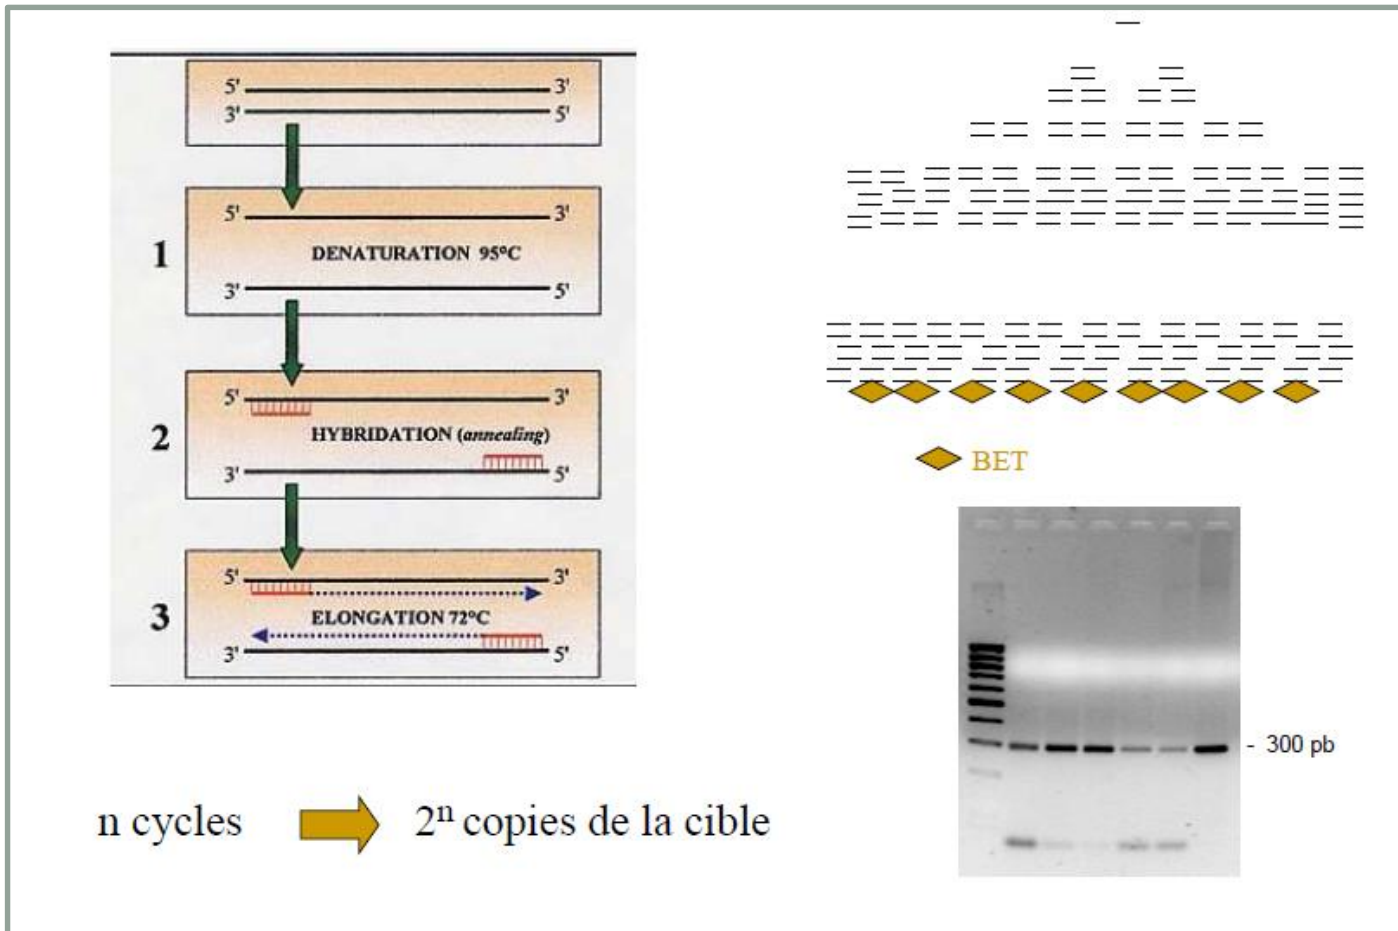 5' 3'
3' 5'
1
5' 3'
DENATURATION 95°C
3' 5'
2
5' 3'
HYBRIDATION (annealing)
3' 5'
3
5' 3'
ELONGATION 72°C
3' 5'
n cycles 2ⁿ copies de la cible
BET
- 300 pb